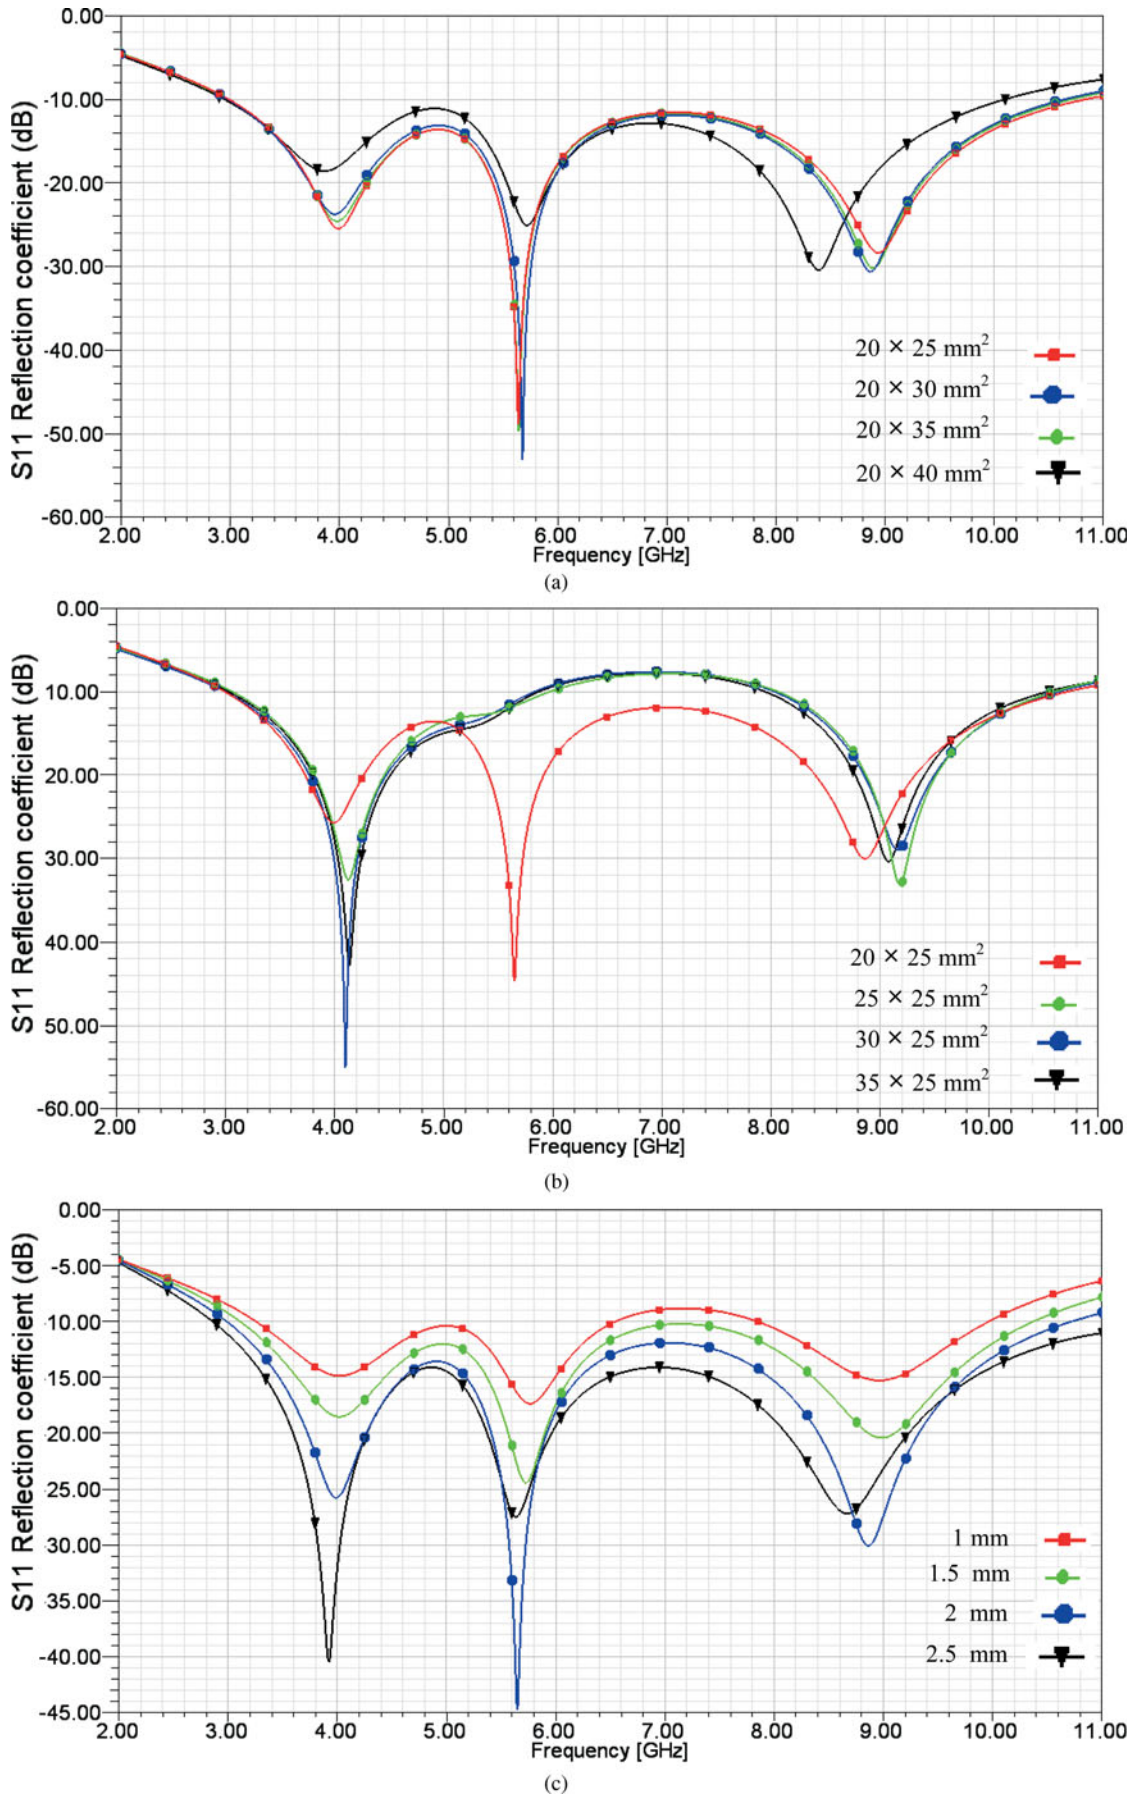 0.00
-10.00
-20.00
-30.00
-40.00
-50.00
-60.00
S11 Reflection coefficient (dB)
20 × 25 mm²
20 × 30 mm²
20 × 35 mm²
20 × 40 mm²
2.00 3.00 4.00 5.00 6.00 7.00 8.00 9.00 10.00 11.00
Frequency [GHz]
(a)
0.00
-10.00
-20.00
-30.00
-40.00
-50.00
-60.00
S11 Reflection coefficient (dB)
20 × 25 mm²
25 × 25 mm²
30 × 25 mm²
35 × 25 mm²
2.00 3.00 4.00 5.00 6.00 7.00 8.00 9.00 10.00 11.00
Frequency [GHz]
(b)
0.00
-5.00
-10.00
-15.00
-20.00
-25.00
-30.00
-35.00
-40.00
-45.00
S11 Reflection coefficient (dB)
1 mm
1.5 mm
2 mm
2.5 mm
2.00 3.00 4.00 5.00 6.00 7.00 8.00 9.00 10.00 11.00
Frequency [GHz]
(c)